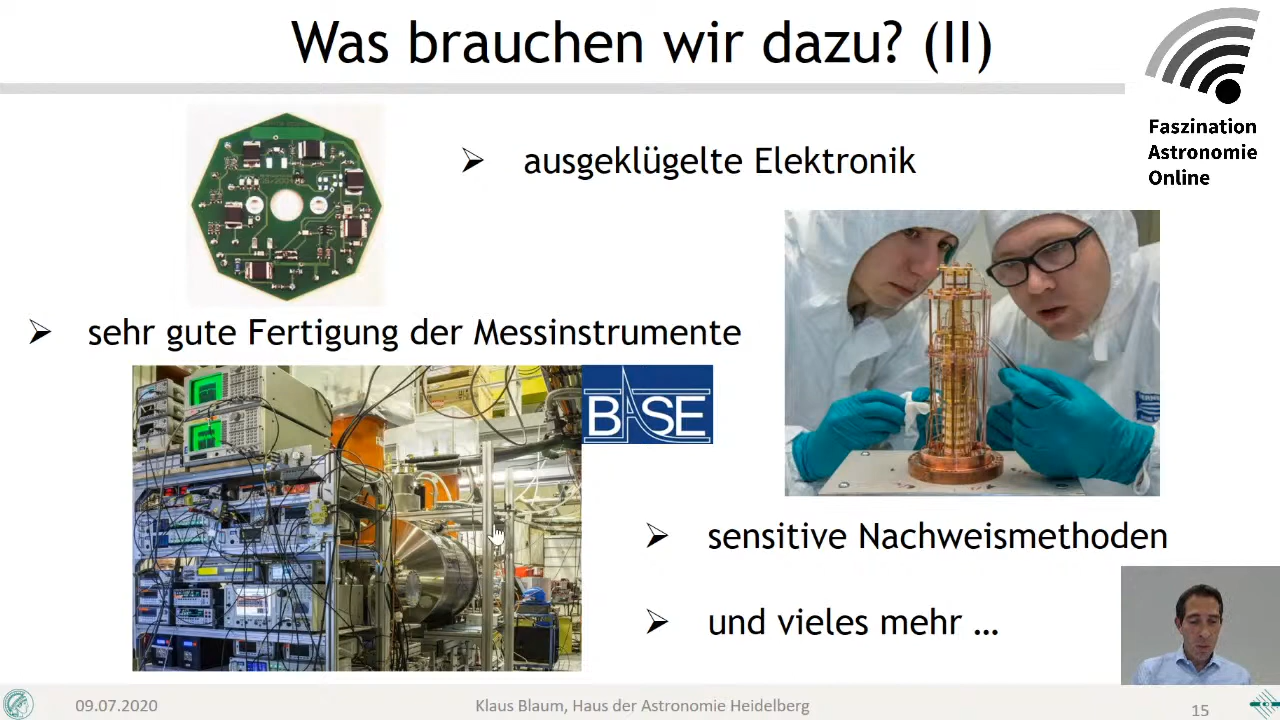 Was brauchen wir dazu? (II)
Faszination
Astronomie
Online
➢ ausgeklügelte Elektronik
➢ sehr gute Fertigung der Messinstrumente
BASE
➢ sensitive Nachweismethoden
➢ und vieles mehr …
09.07.2020
Klaus Blaum, Haus der Astronomie Heidelberg
15